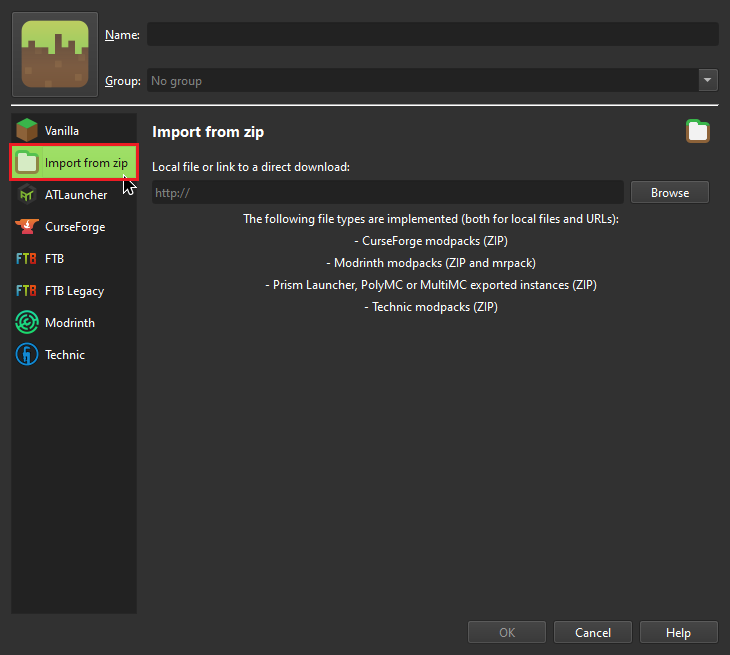 Name:
Group: No group
Vanilla
Import from zip
ATLauncher
CurseForge
FTB FTB
FTB FTB Legacy
Modrinth
Technic
Import from zip
Local file or link to a direct download:
http:// Browse
The following file types are implemented (both for local files and URLs):
- CurseForge modpacks (ZIP)
- Modrinth modpacks (ZIP and mrpack)
- Prism Launcher, PolyMC or MultiMC exported instances (ZIP)
- Technic modpacks (ZIP)
OK Cancel Help